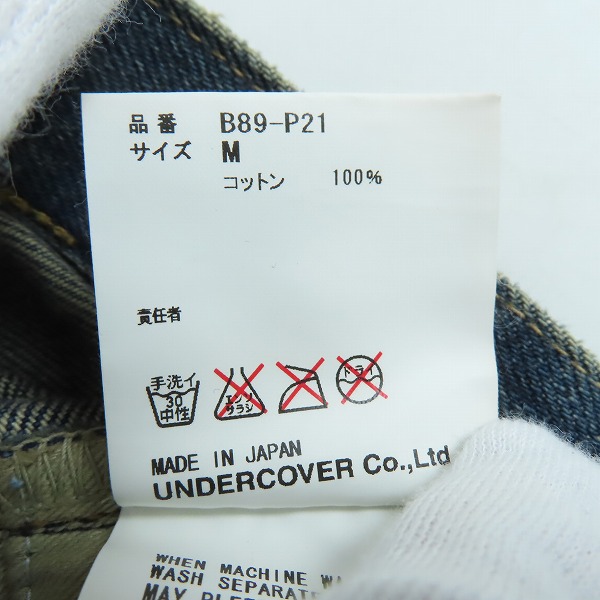 品番 B89-P21
サイズ M
コットン 100%
責任者
手洗イ
30
中性
エンソ
サラシ
ドライ
MADE IN JAPAN
UNDERCOVER Co.,Ltd
WHEN MACHINE
WASH SEPARATE
MAY